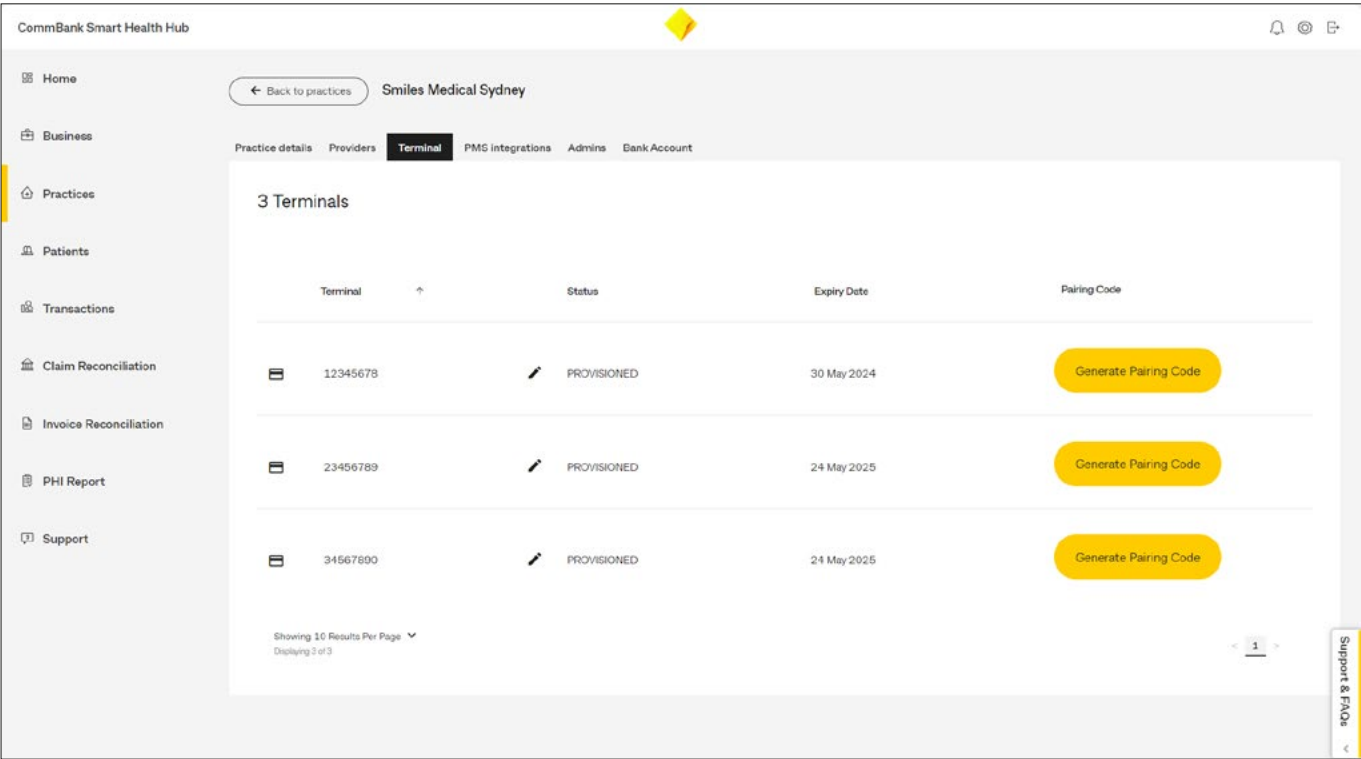 CommBank Smart Health Hub
Home
Business
Practices
Patients
Transactions
Claim Reconciliation
Invoice Reconciliation
PHI Report
Support
← Back to practices
Smiles Medical Sydney
Practice details Providers Terminal PMS integrations Admins Bank Account
3 Terminals
Terminal ↑ Status Expiry Date Pairing Code
12345678 PROVISIONED 30 May 2024 Generate Pairing Code
23456789 PROVISIONED 24 May 2025 Generate Pairing Code
34567890 PROVISIONED 24 May 2025 Generate Pairing Code
Showing 10 Results Per Page
Displaying 3 of 3
< 1 >
Support & FAQs